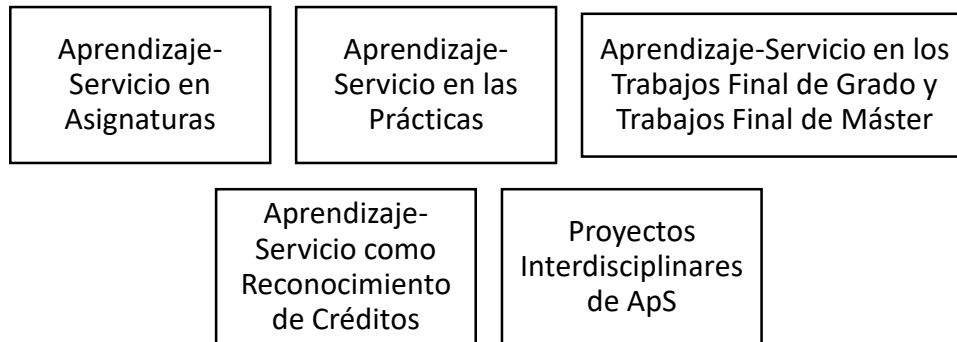 Aprendizaje-
Servicio en
Asignaturas
Aprendizaje-
Servicio en las
Prácticas
Aprendizaje-Servicio en los
Trabajos Final de Grado y
Trabajos Final de Máster
Aprendizaje-
Servicio como
Reconocimiento
de Créditos
Proyectos
Interdisciplinares
de ApS